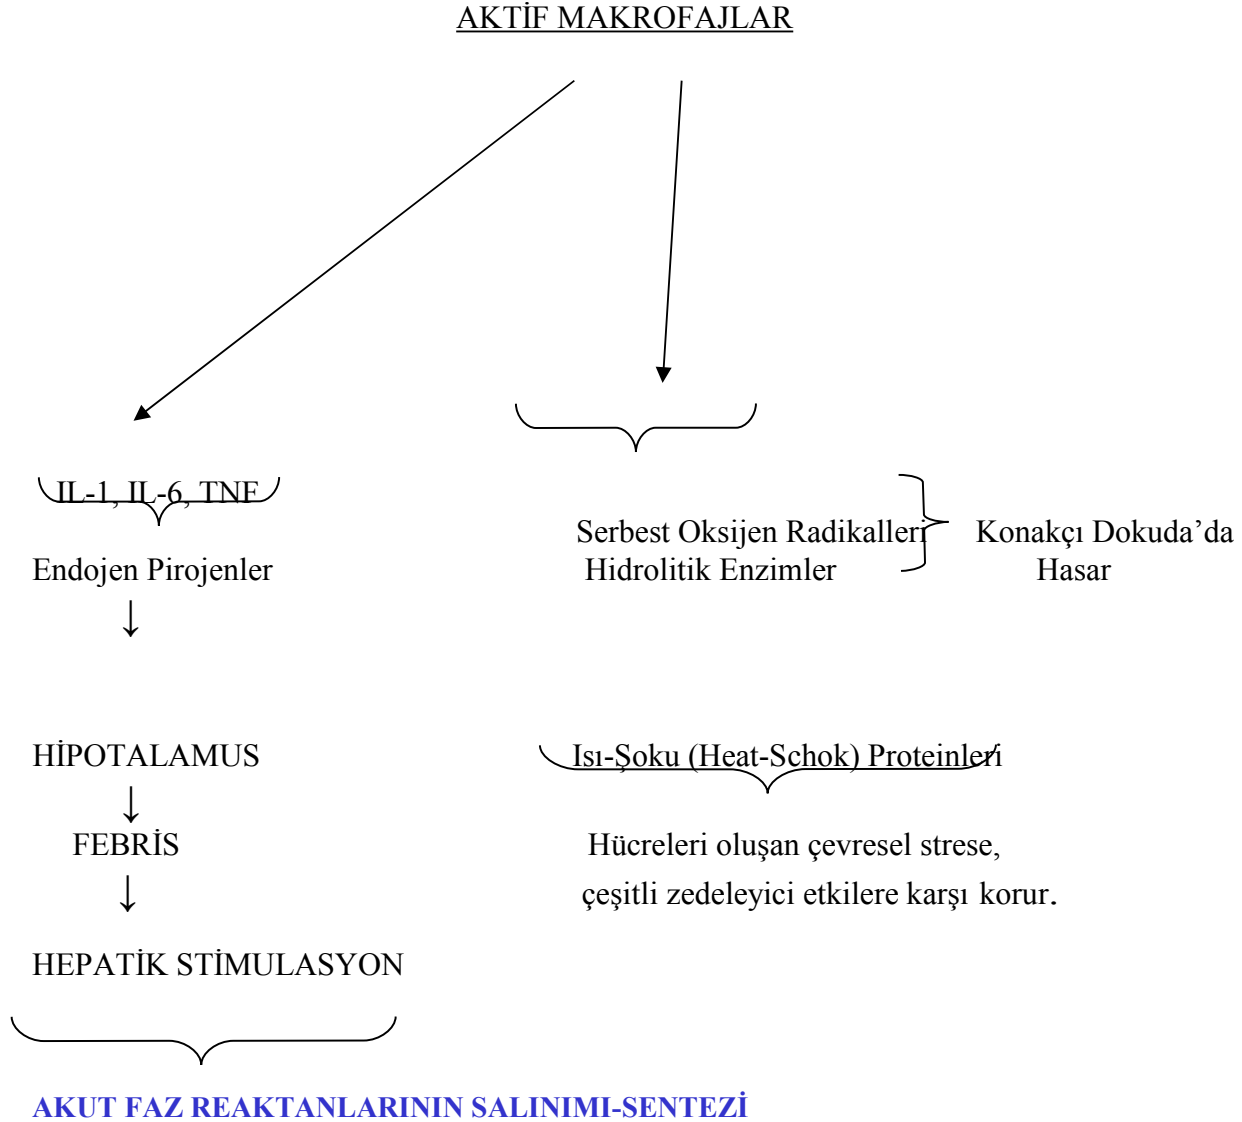 AKTİF MAKROFAJLAR
IL-1, IL-6, TNF
Serbest Oksijen Radikalleri
Konakçı Dokuda’da
Endojen Pirojenler
Hidrolitik Enzimler
Hasar
↓
HİPOTALAMUS
Isı-Şoku (Heat-Schok) Proteinleri
↓
FEBRİS
Hücreleri oluşan çevresel strese,
↓
çeşitli zedeleyici etkilere karşı korur.
HEPATİK STİMULASYON
AKUT FAZ REAKTANLARININ SALINIMI-SENTEZİ